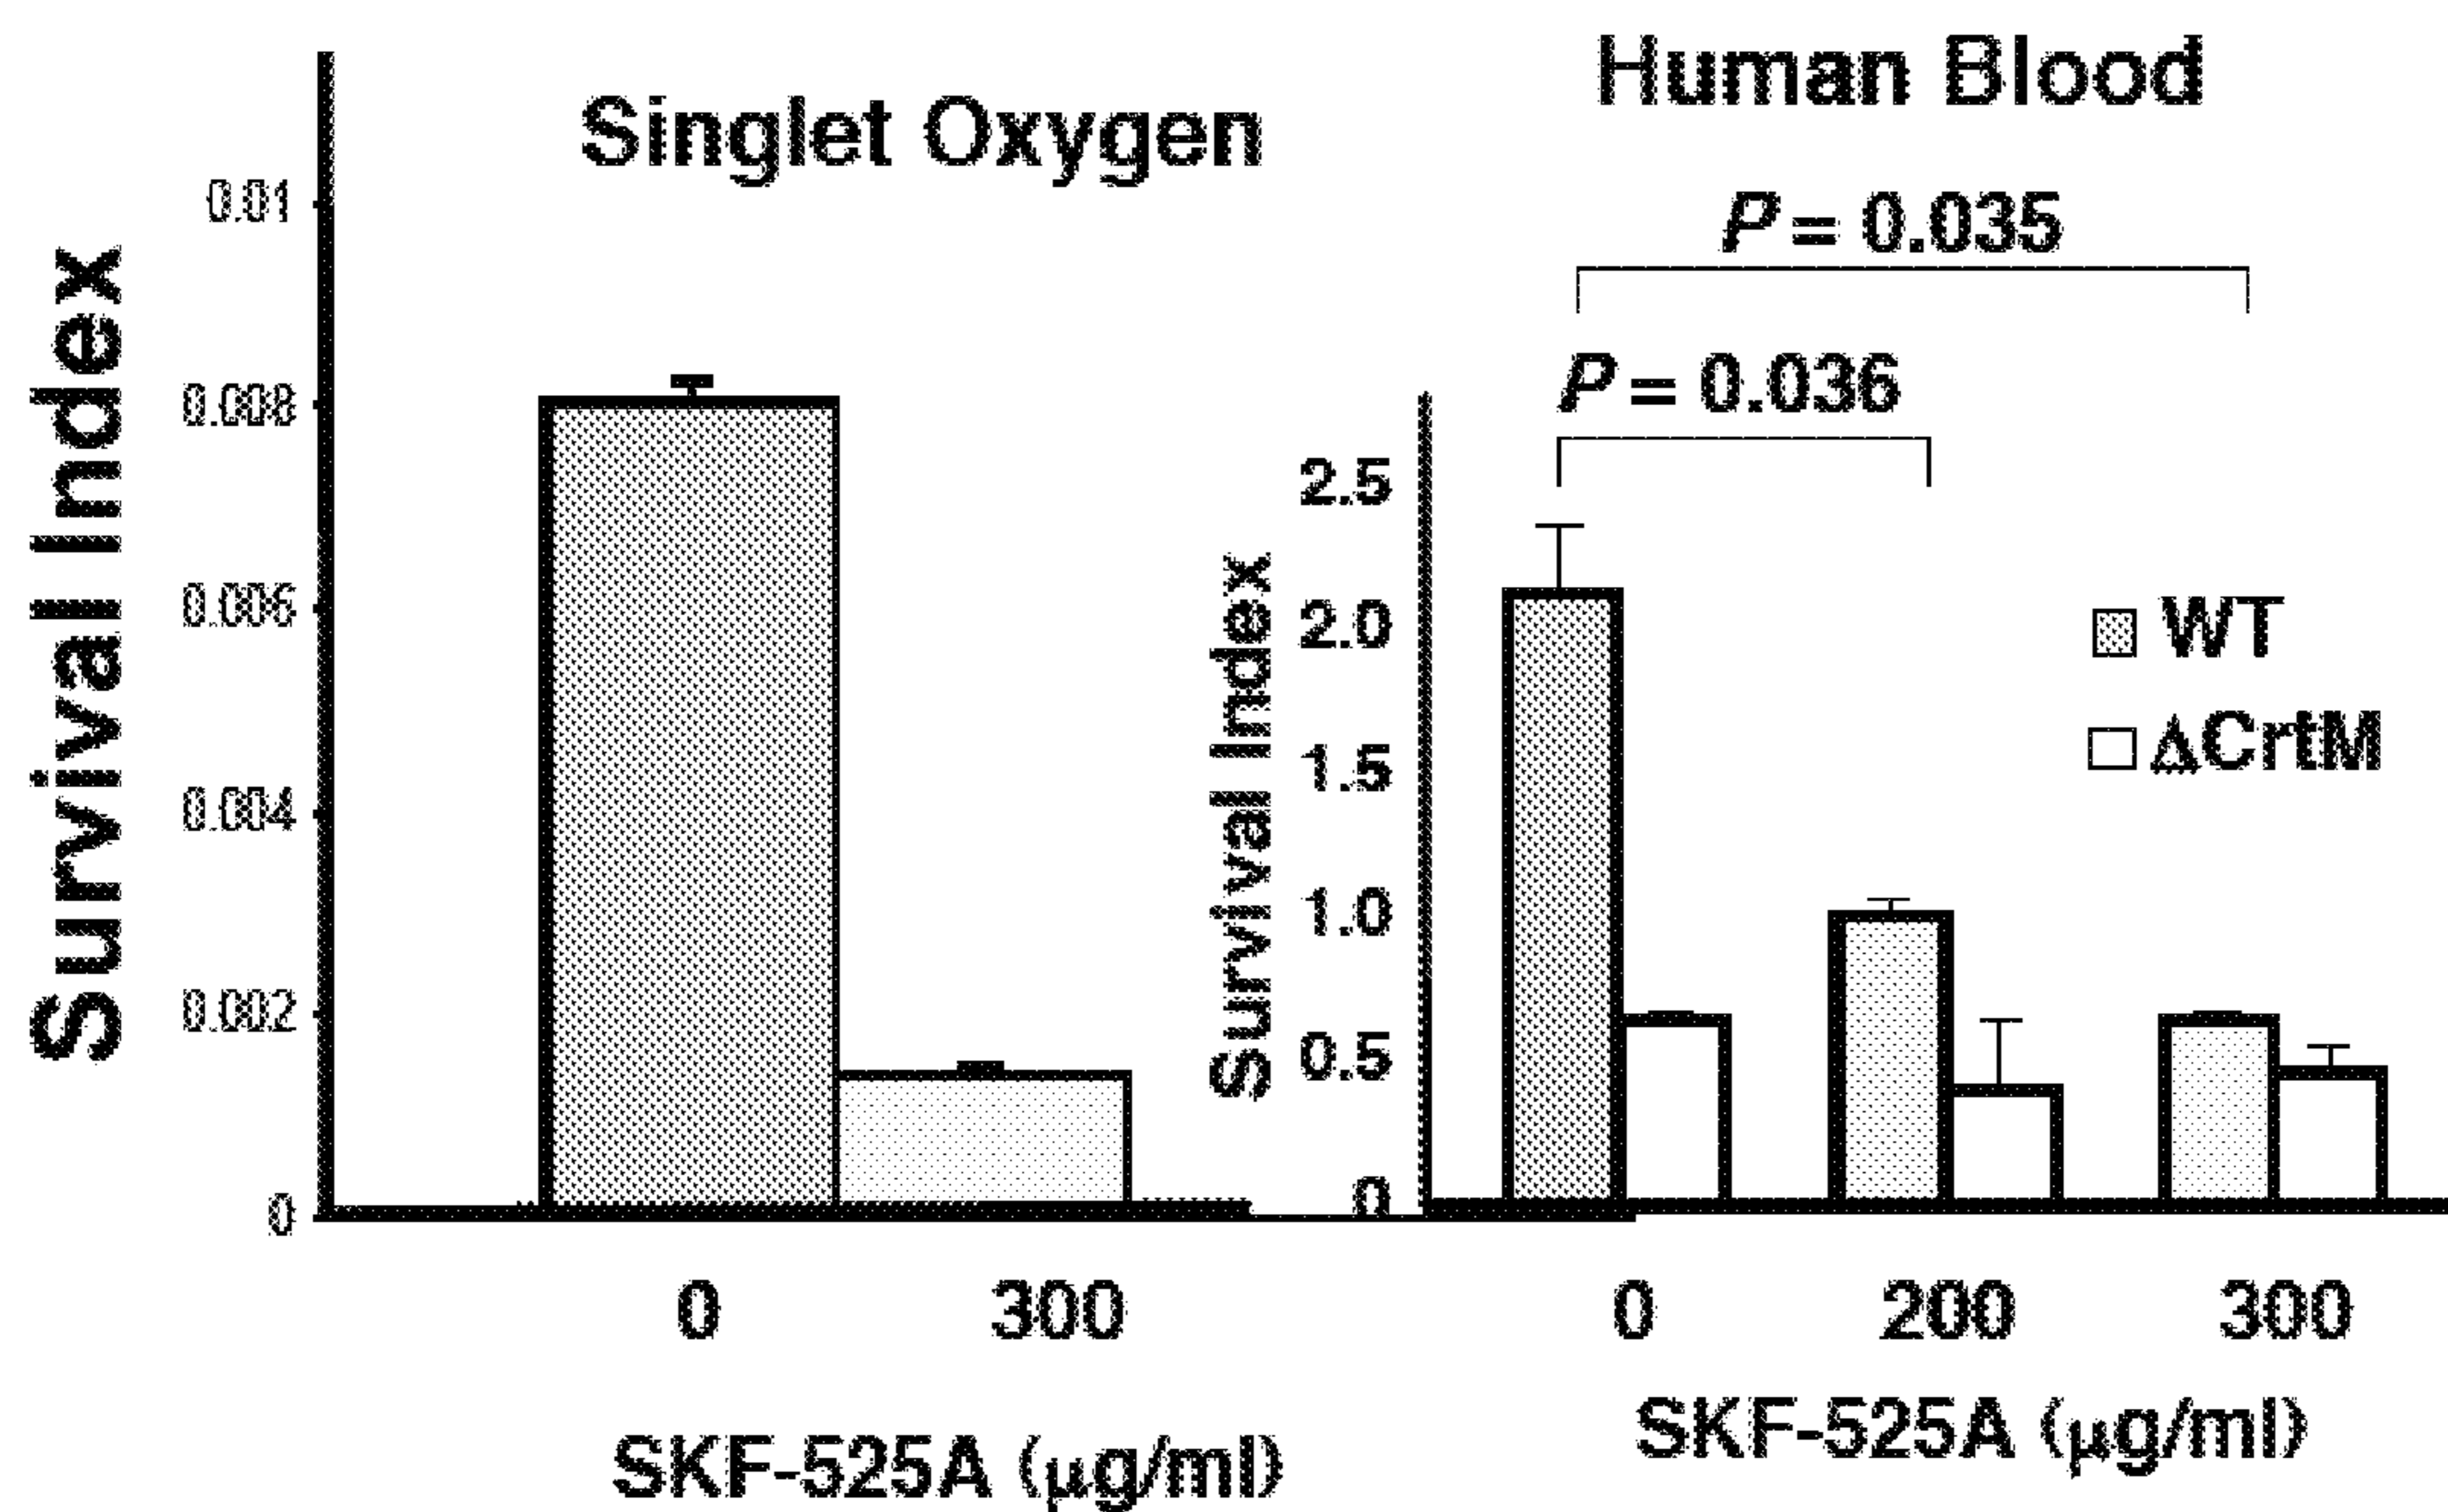 Singlet Oxygen
Survival Index
0.01
0.008
0.006
0.004
0.002
0
0 300
SKF-525A (µg/ml)
Human Blood
P = 0.035
P = 0.036
Survival Index
2.5
2.0
1.5
1.0
0.5
0
WT
ΔCrtM
0 200 300
SKF-525A (µg/ml)